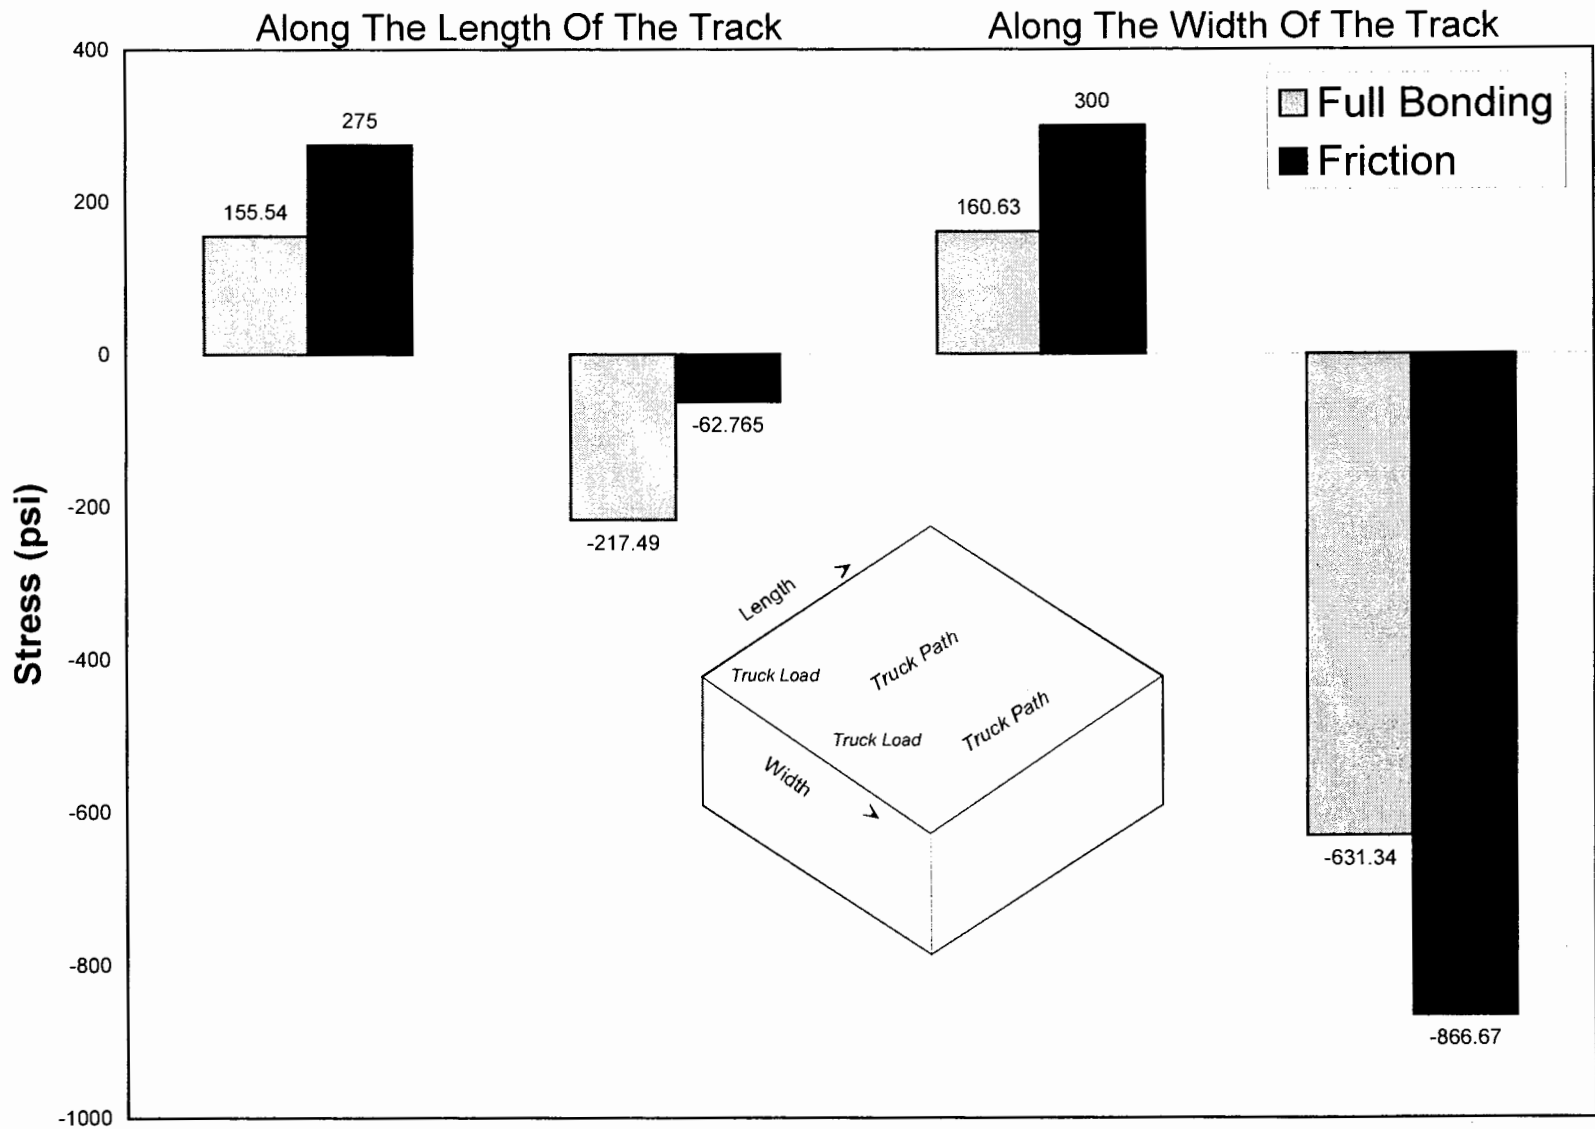 Along The Length Of The Track
Along The Width Of The Track
400
200
0
-200
-400
-600
-800
-1000
Stress (psi)
Full Bonding
Friction
155.54
275
-217.49
-62.765
160.63
300
-631.34
-866.67
Length
Truck Load
Truck Path
Truck Load
Truck Path
Width